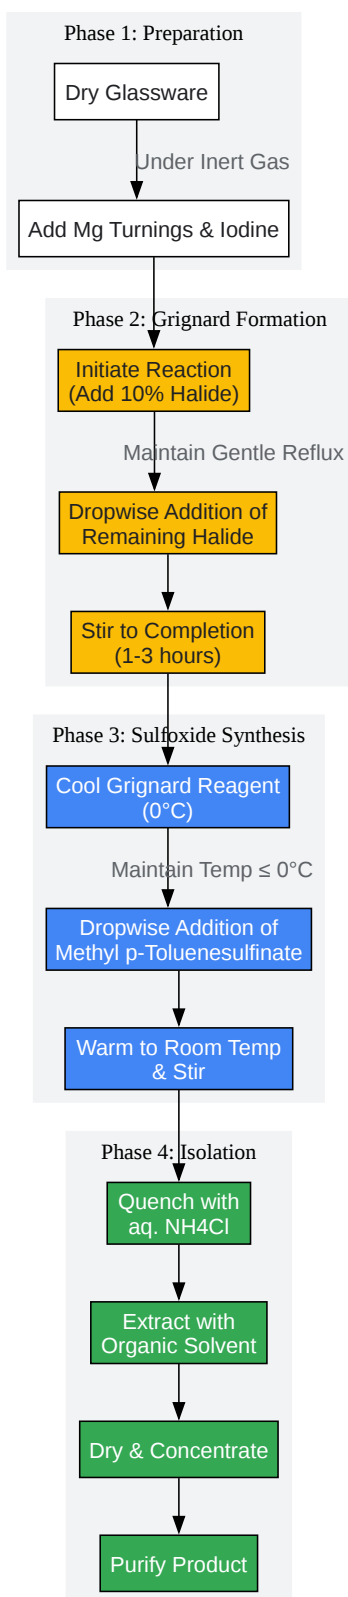 Phase 1: Preparation
Dry Glassware
Under Inert Gas
Add Mg Turnings & Iodine
Phase 2: Grignard Formation
Initiate Reaction
(Add 10% Halide)
Maintain Gentle Reflux
Dropwise Addition of
Remaining Halide
Stir to Completion
(1-3 hours)
Phase 3: Sulfoxide Synthesis
Cool Grignard Reagent
(0°C)
Maintain Temp ≤ 0°C
Dropwise Addition of
Methyl p-Toluenesulfinate
Warm to Room Temp
& Stir
Phase 4: Isolation
Quench with
aq. NH4Cl
Extract with
Organic Solvent
Dry & Concentrate
Purify Product